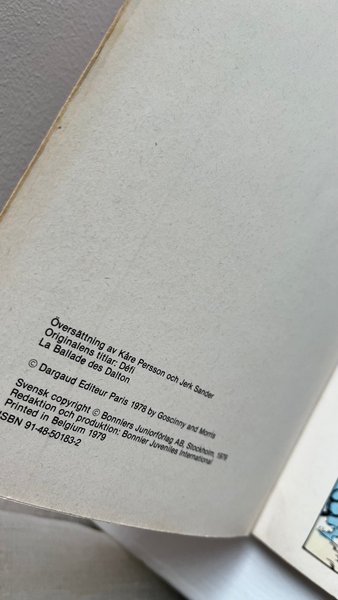 Översättning av Kåre Persson och Jerk Sander
Originalens titlar: Défi
La Ballade des Dalton
© Dargaud Editeur Paris 1978 by Goscinny and Morris
Svensk copyright © Bonniers Juniorförlag AB, Stockholm, 1979
Redaktion och produktion: Bonnier Juveniles International
Printed in Belgium 1979
ISBN 91-48-50183-2